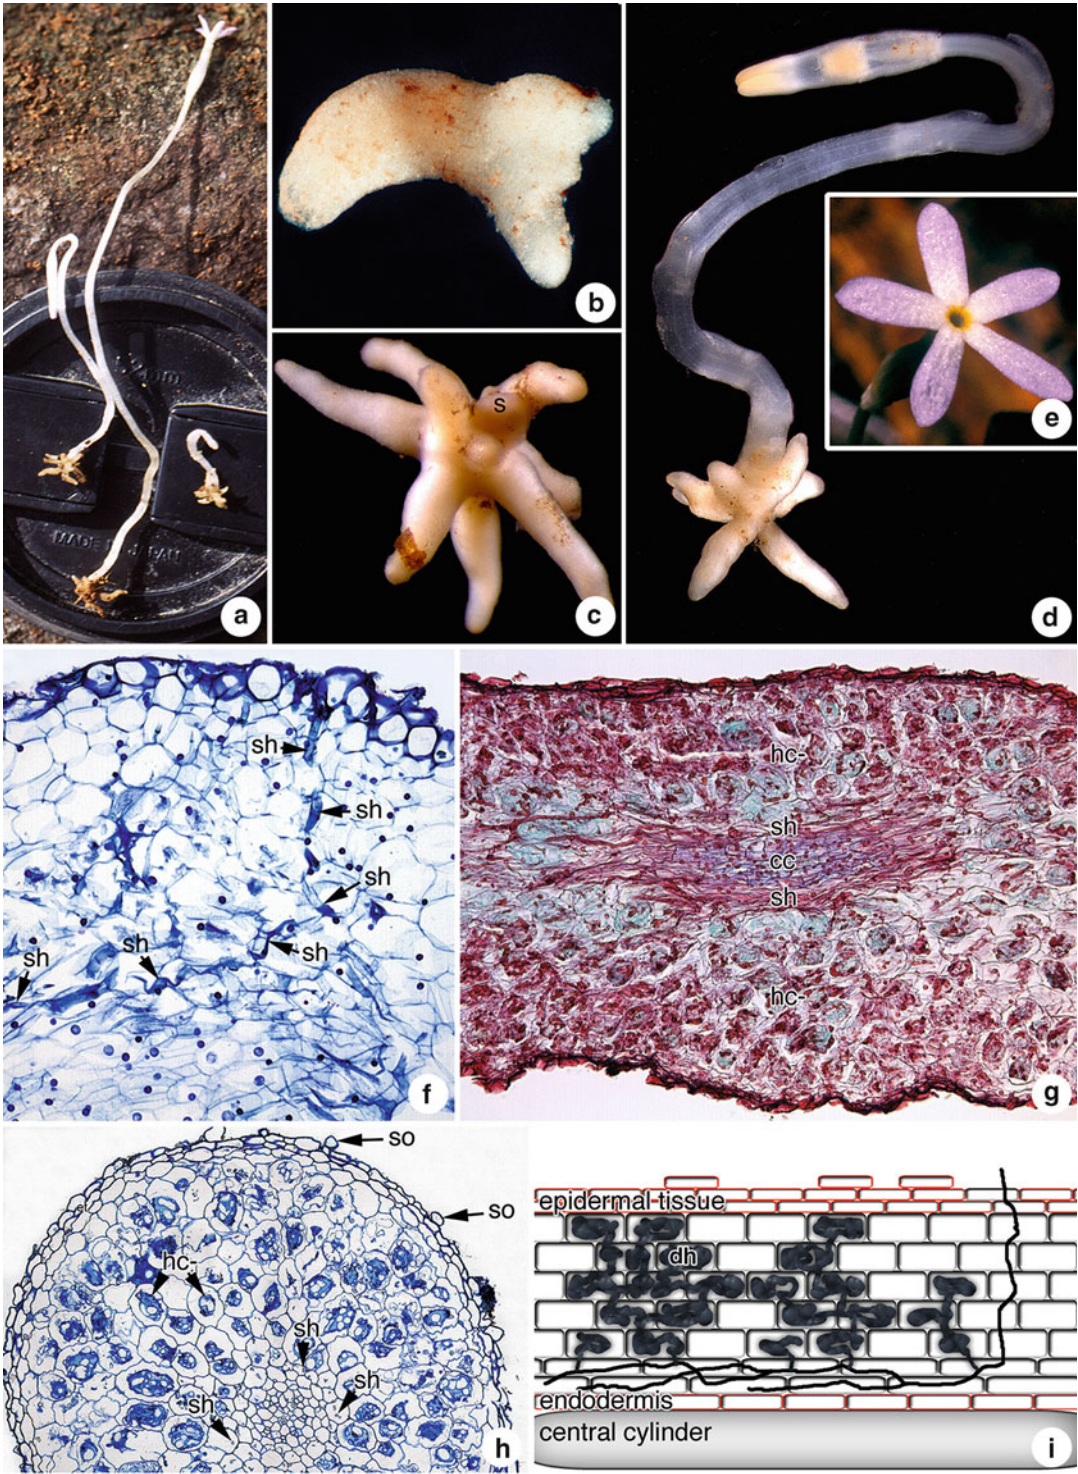 MADE IN JAPAN
a
b
s
c
d
e
sh
sh
sh
sh
sh
sh
f
hc-
sh
cc
sh
hc-
g
so
so
hc-
sh
sh
sh
h
epidermal tissue
dh
endodermis
central cylinder
i